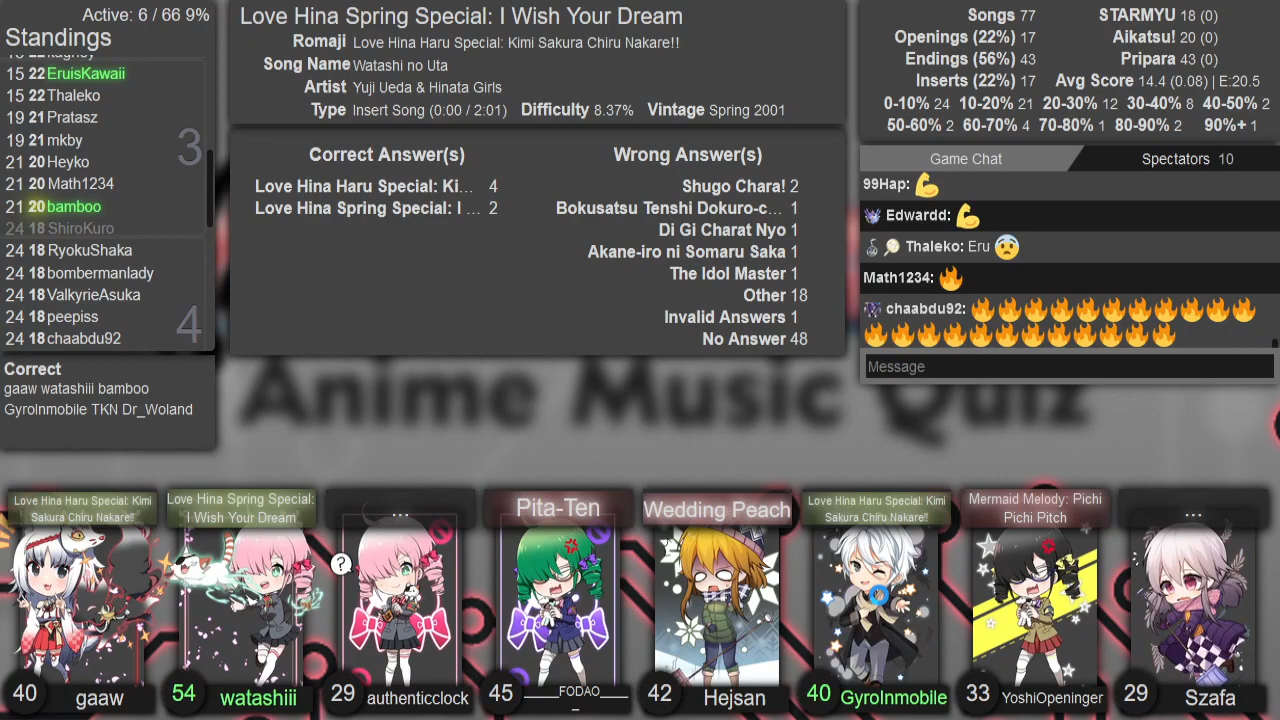 Active: 6 / 66 9%
Standings
15 22 EruisKawaii
15 22 Thaleko
19 21 Pratasz
19 21 mkby
21 20 Heyko
21 20 Math1234
21 20 bamboo
24 18 ShiroKuro
24 18 RyokuShaka
24 18 bombermanlady
24 18 ValkyrieAsuka
24 18 peepiss
24 18 chaabdu92
3
4
Correct
gaaw watashiii bamboo
GyroInmobile TKN Dr_Woland
Love Hina Spring Special: I Wish Your Dream
Romaji Love Hina Haru Special: Kimi Sakura Chiru Nakare!!
Song Name Watashi no Uta
Artist Yuji Ueda & Hinata Girls
Type Insert Song (0:00 / 2:01) Difficulty 8.37% Vintage Spring 2001
Correct Answer(s)
Love Hina Haru Special: Ki... 4
Love Hina Spring Special: I ... 2
Wrong Answer(s)
Shugo Chara! 2
Bokusatsu Tenshi Dokuro-c... 1
Di Gi Charat Nyo 1
Akane-iro ni Somaru Saka 1
The Idol Master 1
Other 18
Invalid Answers 1
No Answer 48
Songs 77 STARMYU 18 (0)
Openings (22%) 17 Aikatsu! 20 (0)
Endings (56%) 43 Pripara 43 (0)
Inserts (22%) 17 Avg Score 14.4 (0.08) | E:20.5
0-10% 24 10-20% 21 20-30% 12 30-40% 8 40-50% 2
50-60% 2 60-70% 4 70-80% 1 80-90% 2 90%+ 1
Game Chat Spectators 10
99Hap: 💪
Edwardd: 💪
Thaleko: Eru 😨
Math1234: 🔥
chaabdu92: 🔥🔥🔥🔥🔥🔥🔥🔥🔥🔥🔥
🔥🔥🔥🔥🔥🔥🔥🔥🔥🔥🔥🔥
Message
Anime Music Quiz
Love Hina Haru Special: Kimi
Sakura Chiru Nakare!!
Love Hina Spring Special:
I Wish Your Dream
...
Pita-Ten
Wedding Peach
Love Hina Haru Special: Kimi
Sakura Chiru Nakare!!
Mermaid Melody: Pichi
Pichi Pitch
...
?
40 gaaw
54 watashiii
29 authenticclock
45 _____FODAO_____
42 Hejsan
40 GyroInmobile
33 YoshiOpeninger
29 Szafa